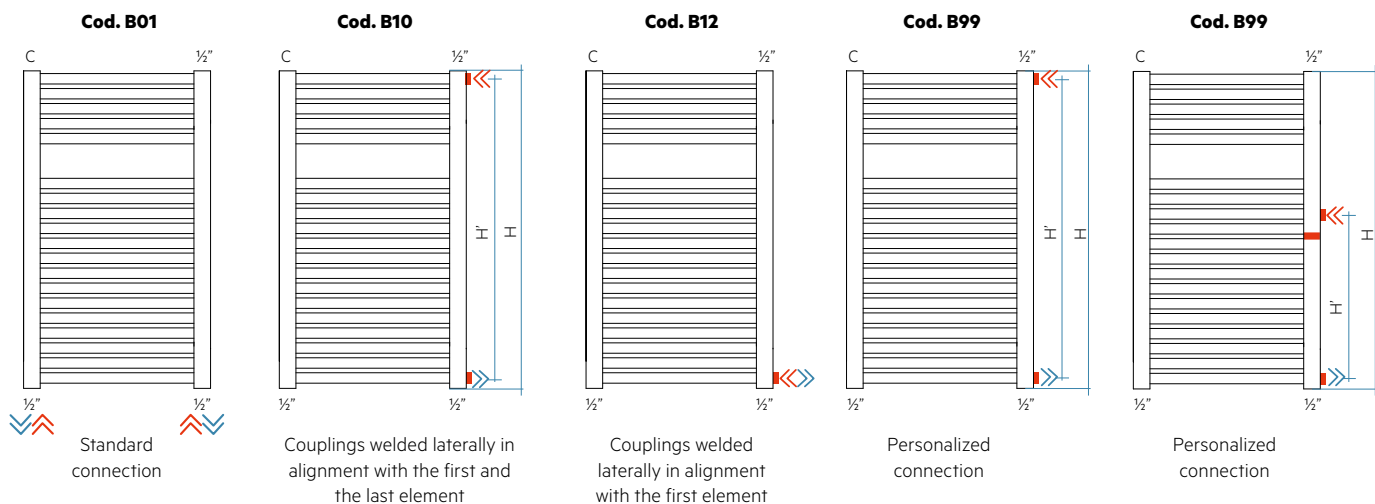 Cod. B01
Cod. B10
Cod. B12
Cod. B99
Cod. B99
C ½”
C ½”
C ½”
C ½”
C ½”
H' H
H' H
H' H
½” ½”
½” ½”
½” ½”
½” ½”
½” ½”
Standard
connection
Couplings welded laterally in
alignment with the first and
the last element
Couplings welded
laterally in alignment
with the first element
Personalized
connection
Personalized
connection